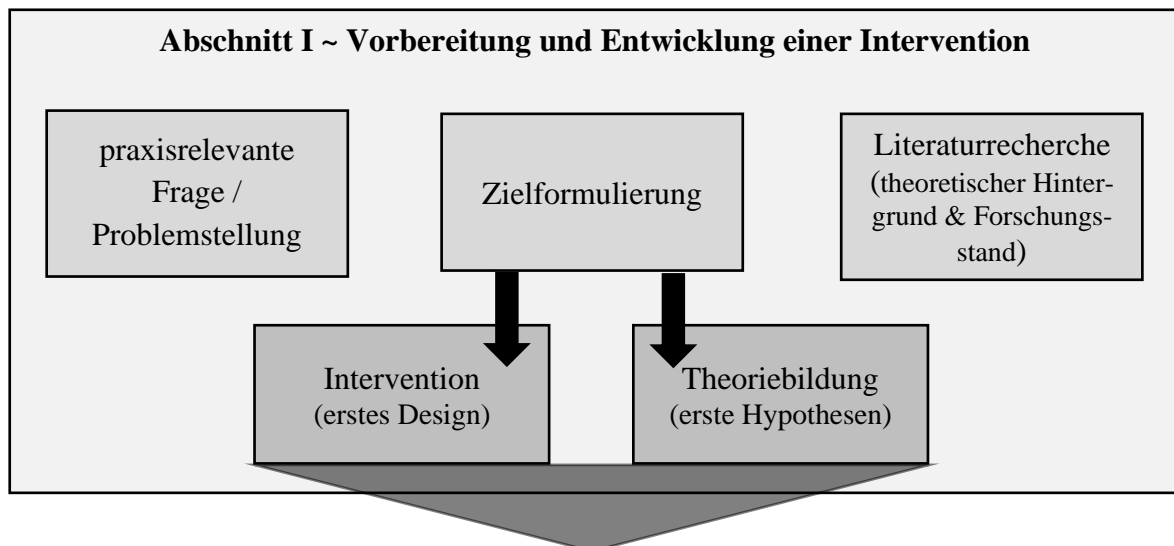 Abschnitt I ~ Vorbereitung und Entwicklung einer Intervention
praxisrelevante
Frage /
Problemstellung
Zielformulierung
Literaturrecherche
(theoretischer Hinter-
grund & Forschungs-
stand)
Intervention
(erstes Design)
Theoriebildung
(erste Hypothesen)